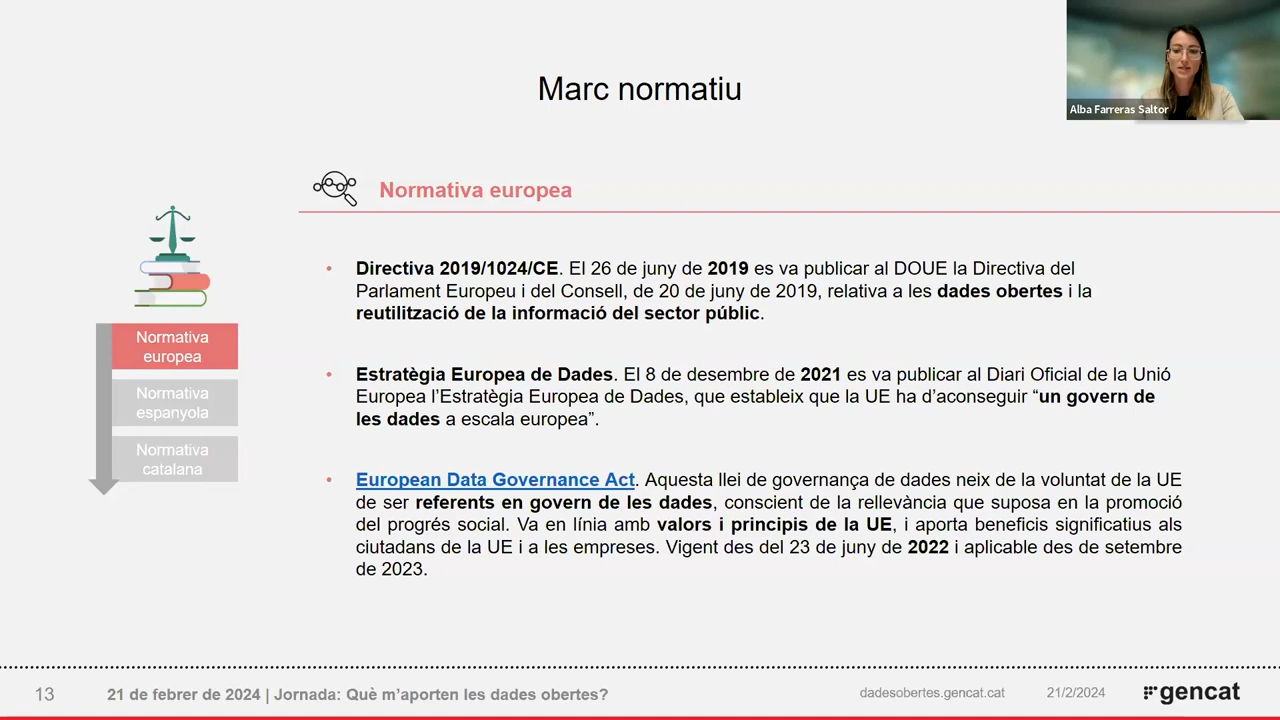 Marc normatiu
Alba Farreras Saltor
Normativa europea
Normativa
europea
Normativa
espanyola
Normativa
catalana
• Directiva 2019/1024/CE. El 26 de juny de 2019 es va publicar al DOUE la Directiva del
Parlament Europeu i del Consell, de 20 de juny de 2019, relativa a les dades obertes i la
reutilització de la informació del sector públic.
• Estratègia Europea de Dades. El 8 de desembre de 2021 es va publicar al Diari Oficial de la Unió
Europea l’Estratègia Europea de Dades, que estableix que la UE ha d’aconseguir “un govern de
les dades a escala europea”.
• European Data Governance Act. Aquesta llei de governança de dades neix de la voluntat de la UE
de ser referents en govern de les dades, conscient de la rellevància que suposa en la promoció
del progrés social. Va en línia amb valors i principis de la UE, i aporta beneficis significatius als
ciutadans de la UE i a les empreses. Vigent des del 23 de juny de 2022 i aplicable des de setembre
de 2023.
13
21 de febrer de 2024 | Jornada: Què m’aporten les dades obertes?
dadesobertes.gencat.cat
21/2/2024
gencat